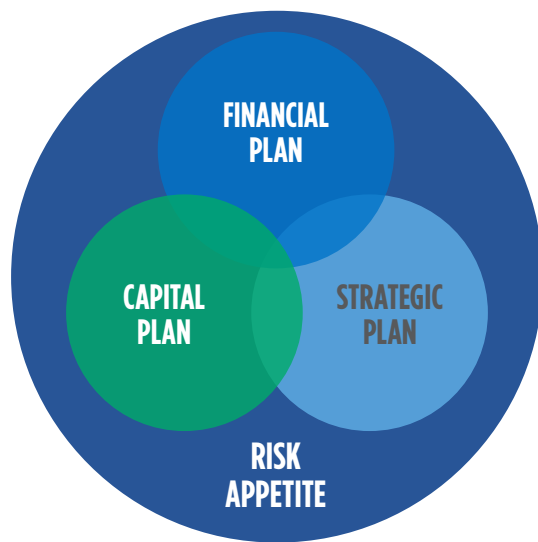 FINANCIAL
PLAN
CAPITAL
PLAN
STRATEGIC
PLAN
RISK
APPETITE